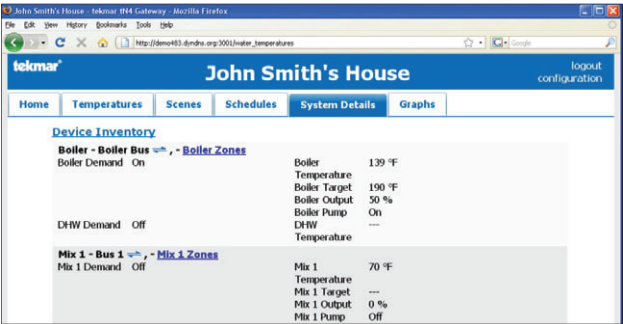 John Smith's House - tekmar tN4 Gateway - Mozilla Firefox
File Edit View History Bookmarks Tools Help
http://demo483.dyndns.org:3001/water_temperatures
Google
tekmar
John Smith's House
logout
configuration
Home Temperatures Scenes Schedules System Details Graphs
Device Inventory
Boiler - Boiler Bus , - Boiler Zones
Boiler Demand On Boiler Temperature 139 °F
Boiler Target 190 °F
Boiler Output 50 %
Boiler Pump On
DHW Demand Off DHW Temperature ---
Mix 1 - Bus 1 , - Mix 1 Zones
Mix 1 Demand Off Mix 1 Temperature 70 °F
Mix 1 Target ---
Mix 1 Output 0 %
Mix 1 Pump Off